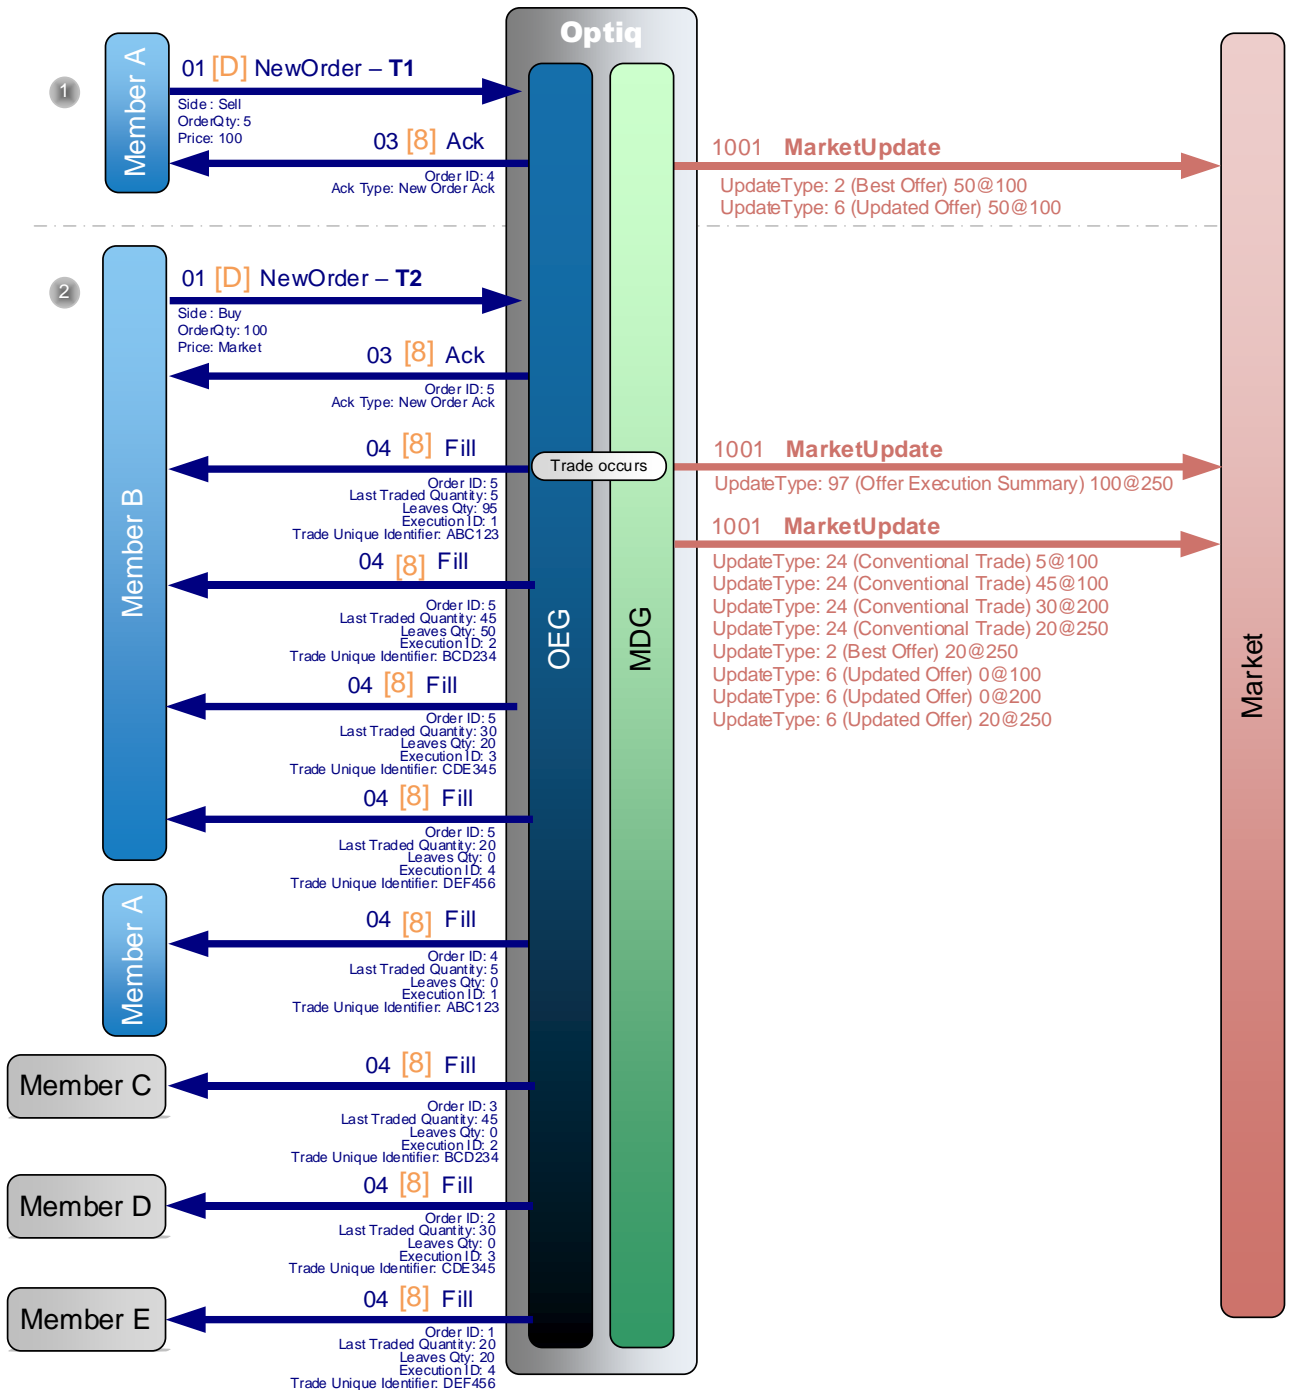 Optiq
Member A
1
01 [D] NewOrder – T1
Side : Sell
OrderQty: 5
Price: 100
03 [8] Ack
Order ID: 4
Ack Type: New Order Ack
1001 MarketUpdate
UpdateType: 2 (Best Offer) 50@100
UpdateType: 6 (Updated Offer) 50@100
2
Member B
01 [D] NewOrder – T2
Side : Buy
OrderQty: 100
Price: Market
03 [8] Ack
Order ID: 5
Ack Type: New Order Ack
04 [8] Fill
Order ID: 5
Last Traded Quantity: 5
Leaves Qty: 95
Execution ID: 1
Trade Unique Identifier: ABC123
Trade occurs
1001 MarketUpdate
UpdateType: 97 (Offer Execution Summary) 100@250
1001 MarketUpdate
UpdateType: 24 (Conventional Trade) 5@100
UpdateType: 24 (Conventional Trade) 45@100
UpdateType: 24 (Conventional Trade) 30@200
UpdateType: 24 (Conventional Trade) 20@250
UpdateType: 2 (Best Offer) 20@250
UpdateType: 6 (Updated Offer) 0@100
UpdateType: 6 (Updated Offer) 0@200
UpdateType: 6 (Updated Offer) 20@250
04 [8] Fill
Order ID: 5
Last Traded Quantity: 45
Leaves Qty: 50
Execution ID: 2
Trade Unique Identifier: BCD234
OEG
MDG
Market
04 [8] Fill
Order ID: 5
Last Traded Quantity: 30
Leaves Qty: 20
Execution ID: 3
Trade Unique Identifier: CDE345
04 [8] Fill
Order ID: 5
Last Traded Quantity: 20
Leaves Qty: 0
Execution ID: 4
Trade Unique Identifier: DEF456
Member A
04 [8] Fill
Order ID: 4
Last Traded Quantity: 5
Leaves Qty: 0
Execution ID: 1
Trade Unique Identifier: ABC123
Member C
04 [8] Fill
Order ID: 3
Last Traded Quantity: 45
Leaves Qty: 0
Execution ID: 2
Trade Unique Identifier: BCD234
Member D
04 [8] Fill
Order ID: 2
Last Traded Quantity: 30
Leaves Qty: 0
Execution ID: 3
Trade Unique Identifier: CDE345
Member E
04 [8] Fill
Order ID: 1
Last Traded Quantity: 20
Leaves Qty: 20
Execution ID: 4
Trade Unique Identifier: DEF456